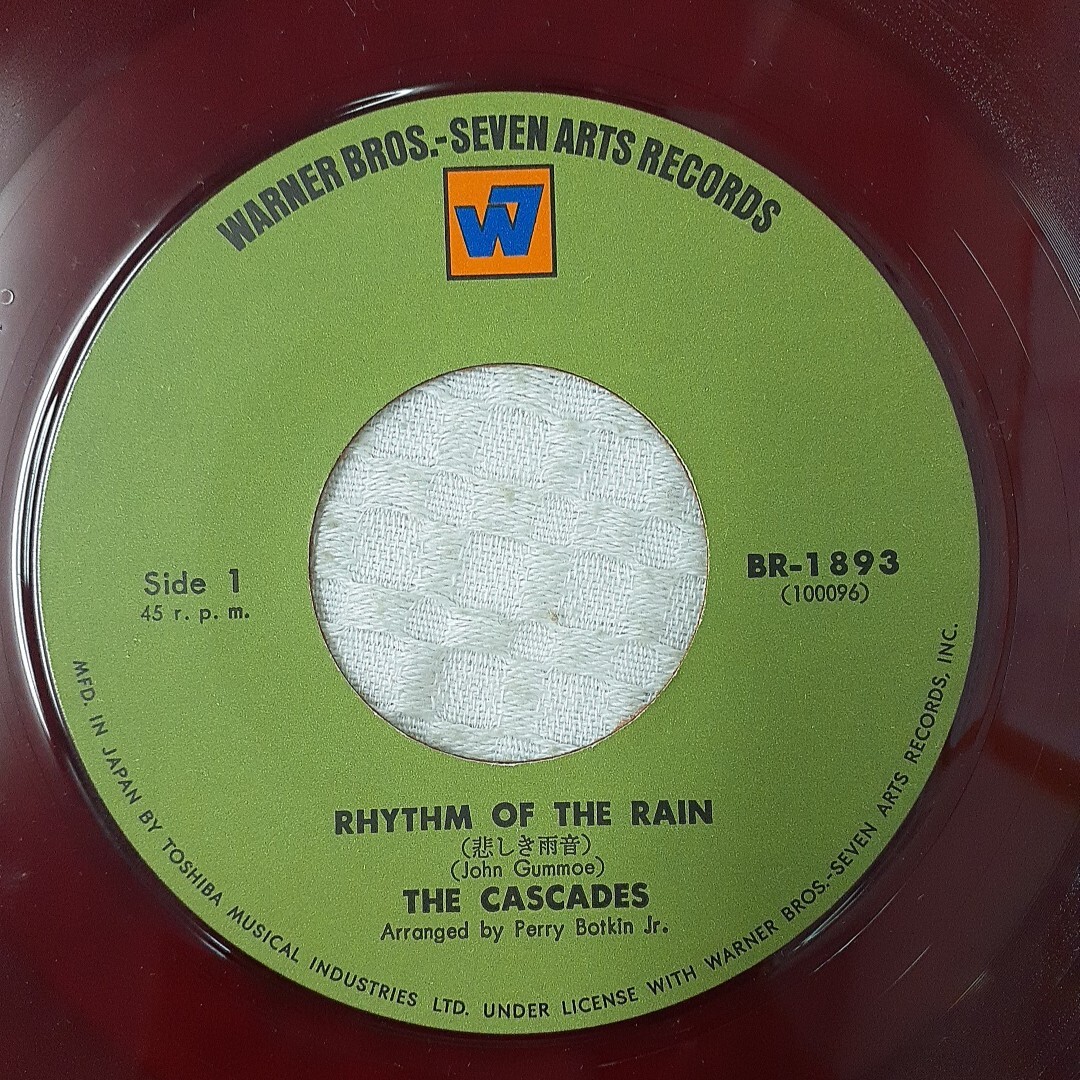 WARNER BROS.-SEVEN ARTS RECORDS
W7
Side 1
45 r. p. m.
BR-1893
(100096)
RHYTHM OF THE RAIN
(悲しき雨音)
(John Gummoe)
THE CASCADES
Arranged by Perry Botkin Jr.
MFD. IN JAPAN BY TOSHIBA MUSICAL INDUSTRIES LTD. UNDER LICENSE WITH WARNER BROS.-SEVEN ARTS RECORDS, INC.